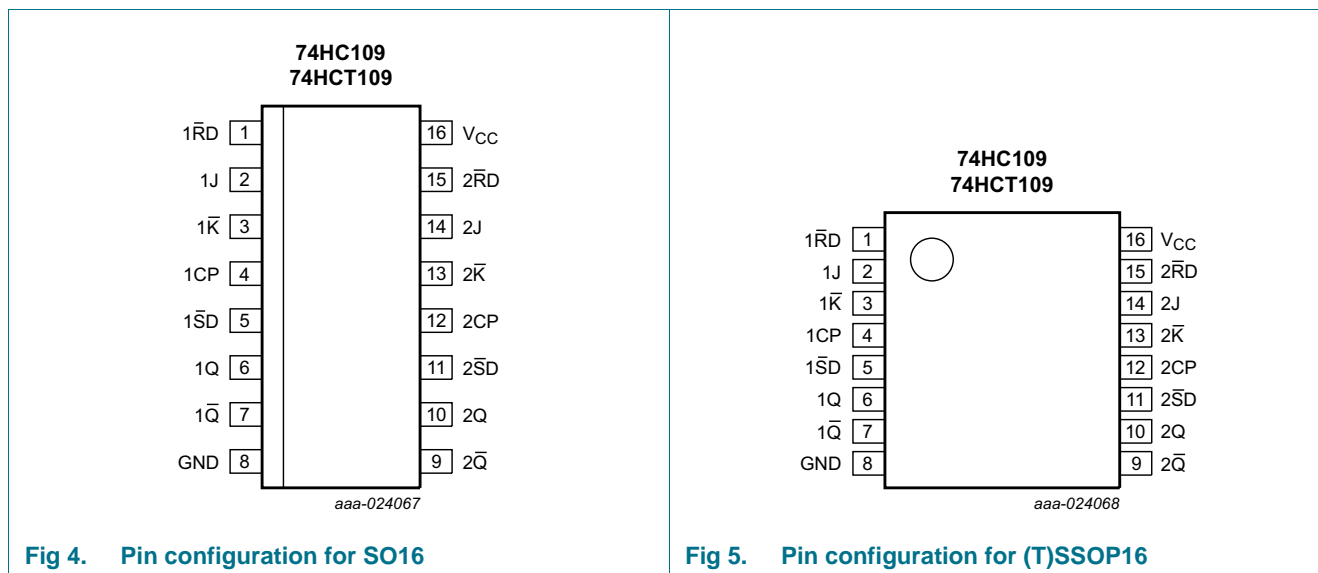 74HC109
74HCT109
1R̅D 1
1J 2
1K̅ 3
1CP 4
1S̅D 5
1Q 6
1Q̅ 7
GND 8
16 VCC
15 2R̅D
14 2J
13 2K̅
12 2CP
11 2S̅D
10 2Q
9 2Q̅
aaa-024067
Fig 4. Pin configuration for SO16
74HC109
74HCT109
1R̅D 1
1J 2
1K̅ 3
1CP 4
1S̅D 5
1Q 6
1Q̅ 7
GND 8
16 VCC
15 2R̅D
14 2J
13 2K̅
12 2CP
11 2S̅D
10 2Q
9 2Q̅
aaa-024068
Fig 5. Pin configuration for (T)SSOP16